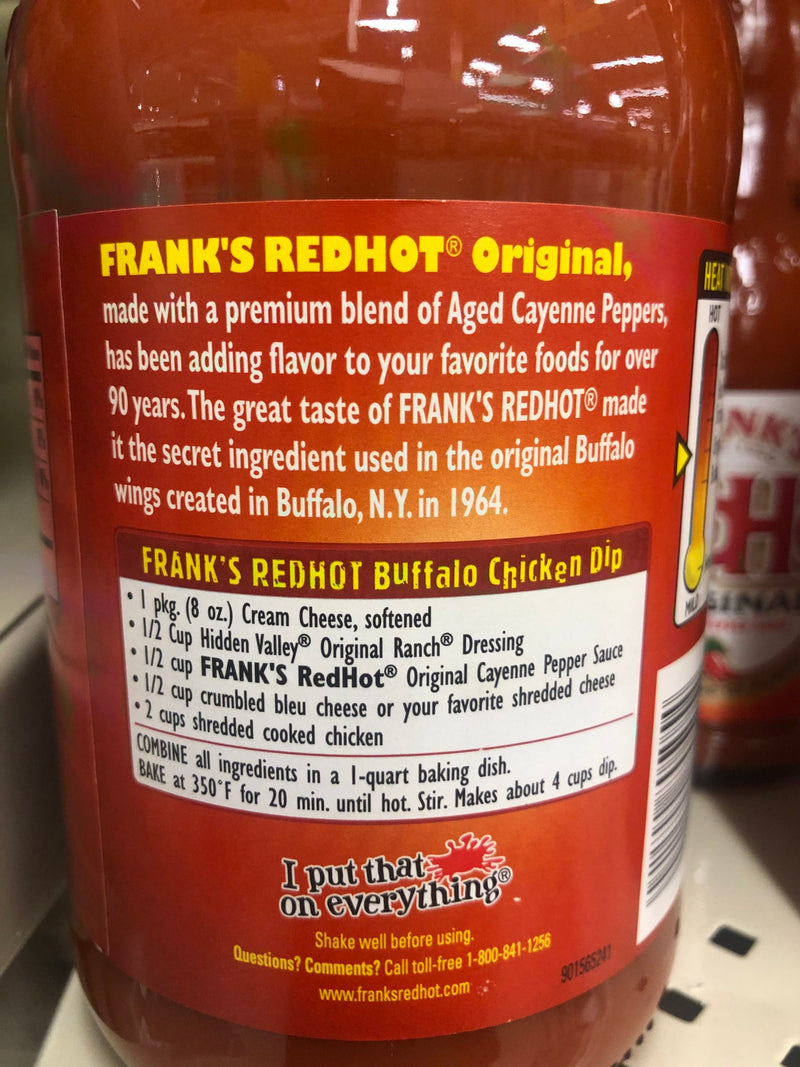 FRANK'S REDHOT® Original,
made with a premium blend of Aged Cayenne Peppers,
has been adding flavor to your favorite foods for over
90 years. The great taste of FRANK'S REDHOT® made
it the secret ingredient used in the original Buffalo
wings created in Buffalo, N.Y. in 1964.
FRANK'S REDHOT Buffalo Chicken Dip
• 1 pkg. (8 oz.) Cream Cheese, softened
• 1/2 Cup Hidden Valley® Original Ranch® Dressing
• 1/2 cup FRANK'S RedHot® Original Cayenne Pepper Sauce
• 1/2 cup crumbled bleu cheese or your favorite shredded cheese
• 2 cups shredded cooked chicken
COMBINE all ingredients in a 1-quart baking dish.
BAKE at 350°F for 20 min. until hot. Stir. Makes about 4 cups dip.
I put that
on everything®
Shake well before using.
Questions? Comments? Call toll-free 1-800-841-1256
www.franksredhot.com
901565241
HEAT
HOT